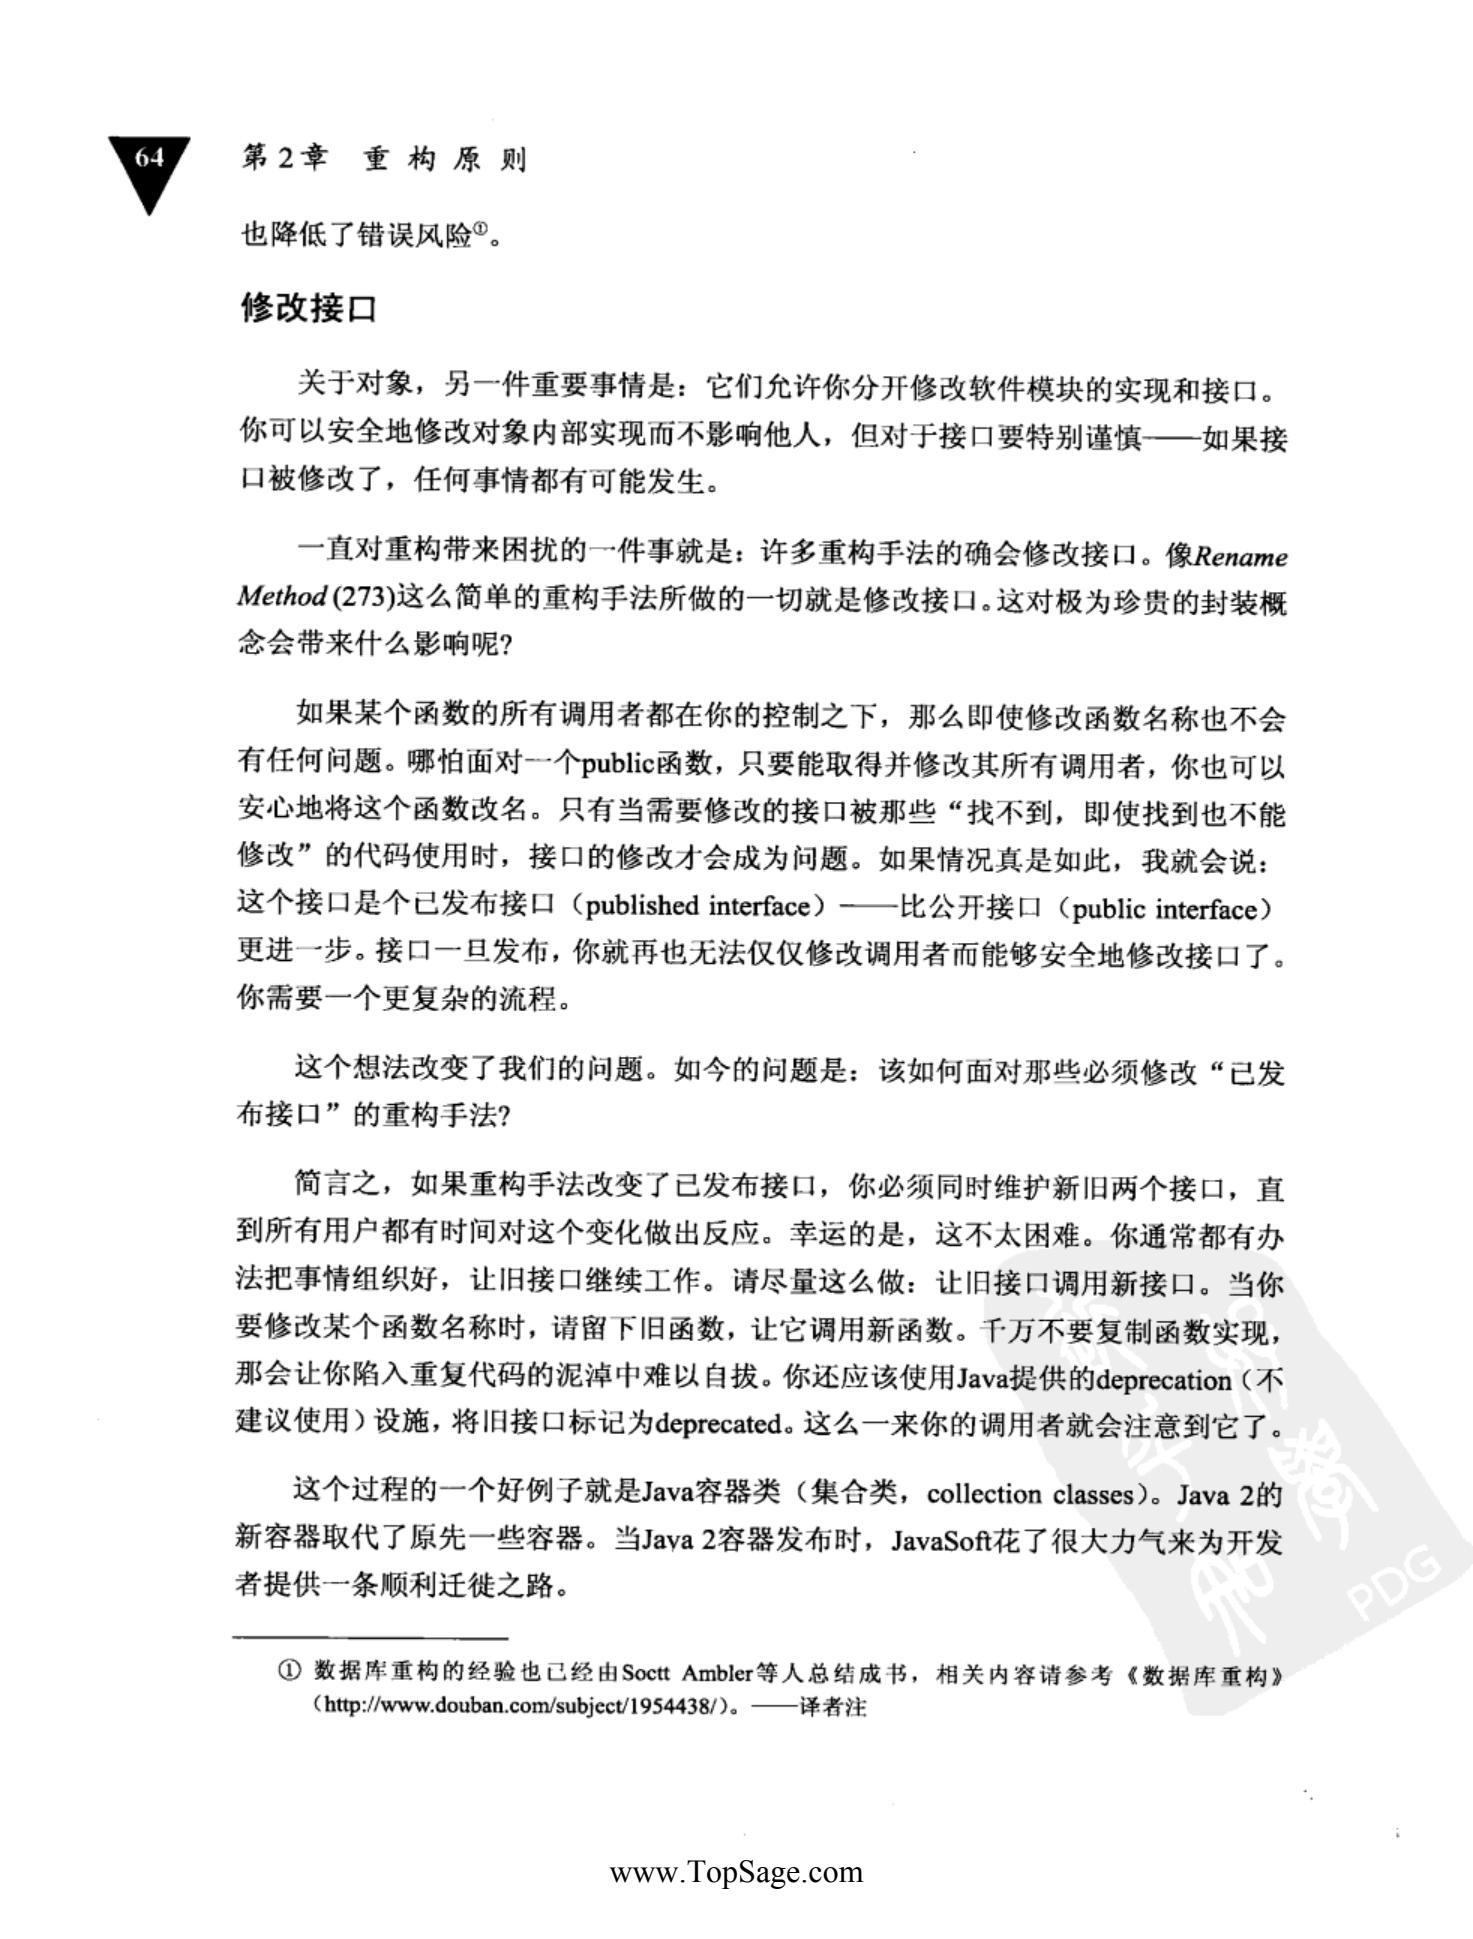 64
第2章 重构原则
也降低了错误风险①。
修改接口
关于对象，另一件重要事情是：它们允许你分开修改软件模块的实现和接口。
你可以安全地修改对象内部实现而不影响他人，但对于接口要特别谨慎——如果接
口被修改了，任何事情都有可能发生。
一直对重构带来困扰的一件事就是：许多重构手法的确会修改接口。像Rename
Method (273)这么简单的重构手法所做的一切就是修改接口。这对极为珍贵的封装概
念会带来什么影响呢？
如果某个函数的所有调用者都在你的控制之下，那么即使修改函数名称也不会
有任何问题。哪怕面对一个public函数，只要能取得并修改其所有调用者，你也可以
安心地将这个函数改名。只有当需要修改的接口被那些“找不到，即使找到也不能
修改”的代码使用时，接口的修改才会成为问题。如果情况真是如此，我就会说：
这个接口是个已发布接口（published interface）——比公开接口（public interface）
更进一步。接口一旦发布，你就再也无法仅仅修改调用者而能够安全地修改接口了。
你需要一个更复杂的流程。
这个想法改变了我们的问题。如今的问题是：该如何面对那些必须修改“已发
布接口”的重构手法？
简言之，如果重构手法改变了已发布接口，你必须同时维护新旧两个接口，直
到所有用户都有时间对这个变化做出反应。幸运的是，这不太困难。你通常都有办
法把事情组织好，让旧接口继续工作。请尽量这么做：让旧接口调用新接口。当你
要修改某个函数名称时，请留下旧函数，让它调用新函数。千万不要复制函数实现，
那会让你陷入重复代码的泥淖中难以自拔。你还应该使用Java提供的deprecation（不
建议使用）设施，将旧接口标记为deprecated。这么一来你的调用者就会注意到它了。
这个过程的一个好例子就是Java容器类（集合类，collection classes）。Java 2的
新容器取代了原先一些容器。当Java 2容器发布时，JavaSoft花了很大力气来为开发
者提供一条顺利迁徙之路。
① 数据库重构的经验也已经由Soctt Ambler等人总结成书，相关内容请参考《数据库重构》
（http://www.douban.com/subject/1954438/）。——译者注
PDG
www.TopSage.com